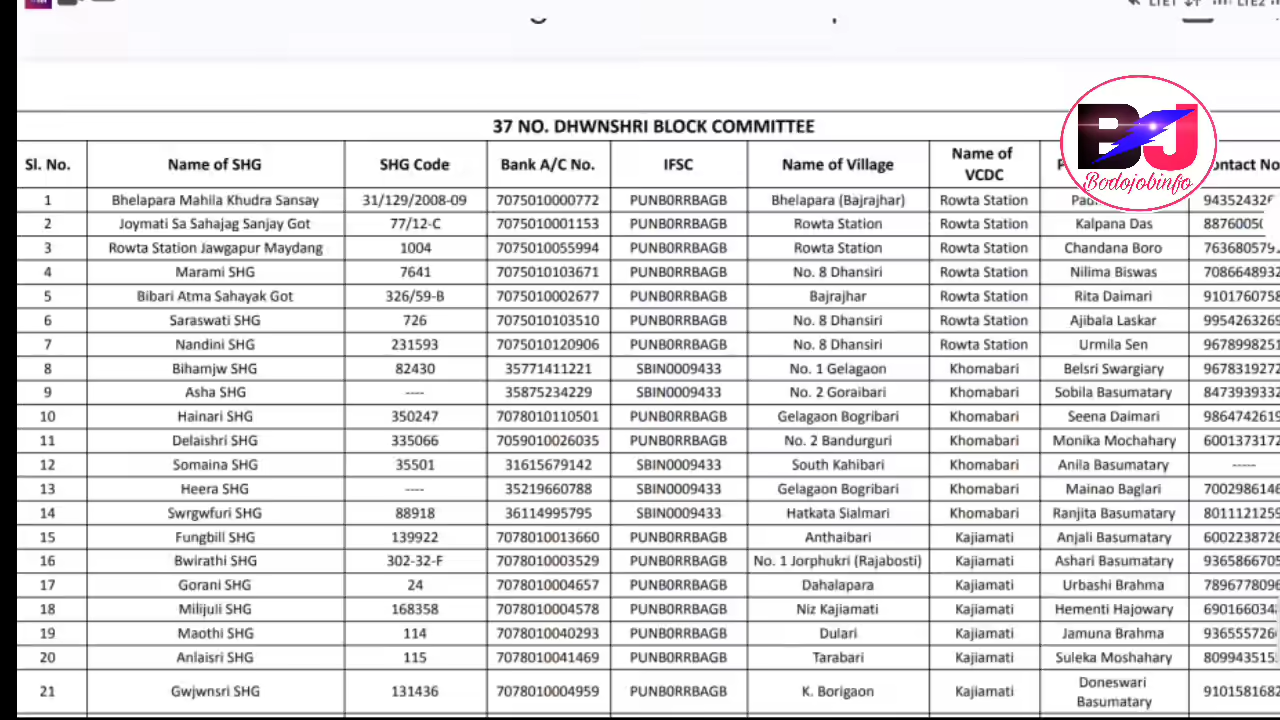 LTE1 LTE2
BJ
Bodojobinfo
37 NO. DHWNSHRI BLOCK COMMITTEE
Sl. No. Name of SHG SHG Code Bank A/C No. IFSC Name of Village Name of VCDC ontact No
1 Bhelapara Mahila Khudra Sansay 31/129/2008-09 7075010000772 PUNB0RRBAGB Bhelapara (Bajrajhar) Rowta Station
2 Joymati Sa Sahajag Sanjay Got 77/12-C 7075010001153 PUNB0RRBAGB Rowta Station Rowta Station Kalpana Das
3 Rowta Station Jawgapur Maydang 1004 7075010055994 PUNB0RRBAGB Rowta Station Rowta Station Chandana Boro
4 Marami SHG 7641 7075010103671 PUNB0RRBAGB No. 8 Dhansiri Rowta Station Nilima Biswas 7086648932
5 Bibari Atma Sahayak Got 326/59-B 7075010002677 PUNB0RRBAGB Bajrajhar Rowta Station Rita Daimari 9101760758
6 Saraswati SHG 726 7075010103510 PUNB0RRBAGB No. 8 Dhansiri Rowta Station Ajibala Laskar 9954263269
7 Nandini SHG 231593 7075010120906 PUNB0RRBAGB No. 8 Dhansiri Rowta Station Urmila Sen 9678998251
8 Bihamjw SHG 82430 35771411221 SBIN0009433 No. 1 Gelagaon Khomabari Belsri Swargiary 9678319272
9 Asha SHG ---- 35875234229 SBIN0009433 No. 2 Goraibari Khomabari Sobila Basumatary 8473939332
10 Hainari SHG 350247 7078010110501 PUNB0RRBAGB Gelagaon Bogribari Khomabari Seena Daimari 9864742619
11 Delaishri SHG 335066 7059010026035 PUNB0RRBAGB No. 2 Bandurguri Khomabari Monika Mochahary 6001373172
12 Somaina SHG 35501 31615679142 SBIN0009433 South Kahibari Khomabari Anila Basumatary -----
13 Heera SHG ---- 35219660788 SBIN0009433 Gelagaon Bogribari Khomabari Mainao Baglari 7002986146
14 Swrgwfuri SHG 88918 36114995795 SBIN0009433 Hatkata Sialmari Khomabari Ranjita Basumatary 8011121259
15 Fungbill SHG 139922 7078010013660 PUNB0RRBAGB Anthaibari Kajiamati Anjali Basumatary 6002238726
16 Bwirathi SHG 302-32-F 7078010003529 PUNB0RRBAGB No. 1 Jorphukri (Rajabosti) Kajiamati Ashari Basumatary 9365866705
17 Gorani SHG 24 7078010004657 PUNB0RRBAGB Dahalapara Kajiamati Urbashi Brahma 7896778096
18 Milijuli SHG 168358 7078010004578 PUNB0RRBAGB Niz Kajiamati Kajiamati Hementi Hajowary 690166034
19 Maothi SHG 114 7078010040293 PUNB0RRBAGB Dulari Kajiamati Jamuna Brahma 936555726
20 Anlaisri SHG 115 7078010041469 PUNB0RRBAGB Tarabari Kajiamati Suleka Moshahary 809943515
21 Gwjwnsri SHG 131436 7078010004959 PUNB0RRBAGB K. Borigaon Kajiamati Doneswari Basumatary 9101581682